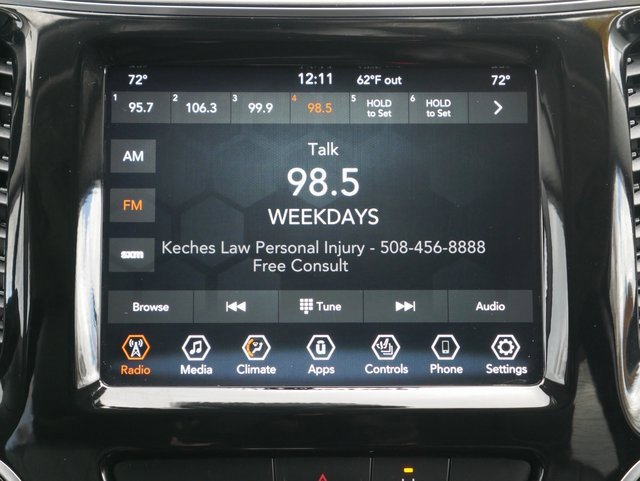 72° 12:11 62°F out 72°
1 95.7 2 106.3 3 99.9 4 98.5 5 HOLD to Set 6 HOLD to Set
AM
FM
sxm
Talk
98.5
WEEKDAYS
Keches Law Personal Injury - 508-456-8888
Free Consult
Browse Tune Audio
Radio Media Climate Apps Controls Phone Settings